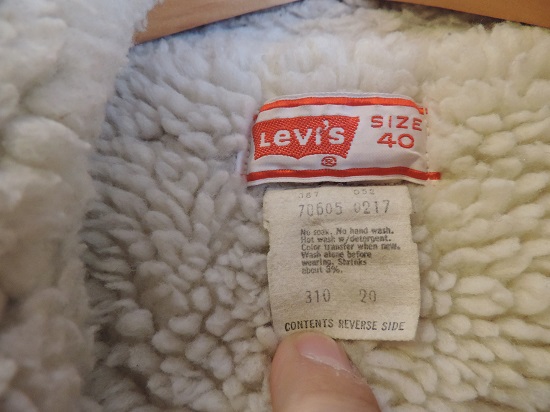 Levi's
SIZE
40
70605 0217
No soak. No hand wash.
Hot wash w/detergent.
Color transfer when new.
Wash alone before
wearing. Shrinks
about 3%.
310 20
CONTENTS REVERSE SIDE